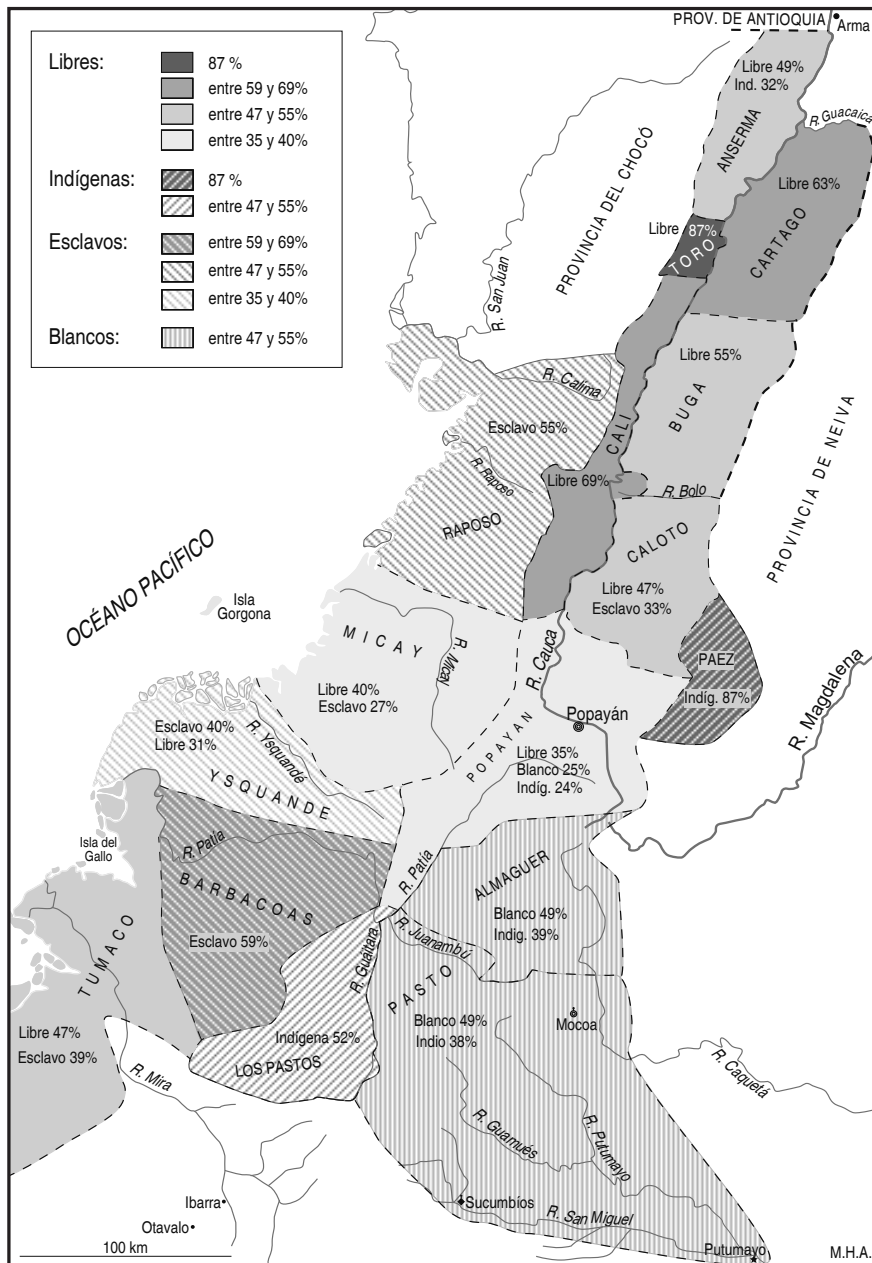 PROV. DE ANTIOQUIA
Arma
Libres:
87 %
entre 59 y 69%
entre 47 y 55%
entre 35 y 40%
Indígenas:
87 %
entre 47 y 55%
Esclavos:
entre 59 y 69%
entre 47 y 55%
entre 35 y 40%
Blancos:
entre 47 y 55%
Libre 49%
Ind. 32%
ANSERMA
R. Guacaica
PROVINCIA DEL CHOCÓ
Libre 63%
CARTAGO
Libre 87%
TORO
R. San Juan
Libre 55%
BUGA
R. Calima
CALI
Esclavo 55%
PROVINCIA DE NEIVA
R. Raposo
Libre 69%
R. Bolo
RAPOSO
CALOTO
Libre 47%
Esclavo 33%
OCÉANO PACÍFICO
Isla
Gorgona
MICAY
R. Micay
R. Cauca
PAEZ
Indíg. 87%
R. Magdalena
Libre 40%
Esclavo 27%
Popayán
POPAYAN
Esclavo 40%
Libre 31%
R. Ysquandé
YSQUANDE
Libre 35%
Blanco 25%
Indíg. 24%
Isla del
Gallo
R. Patía
BARBACOAS
R. Patía
ALMAGUER
Blanco 49%
Indig. 39%
Esclavo 59%
TUMACO
R. Juanambú
R. Guáitara
PASTO
Blanco 49%
Indio 38%
Mocoa
Libre 47%
Esclavo 39%
Indígena 52%
LOS PASTOS
R. Mira
R. Caquetá
R. Guamués
R. Putumayo
Ibarra
Otavalo
Sucumbíos
R. San Miguel
100 km
Putumayo
M.H.A.